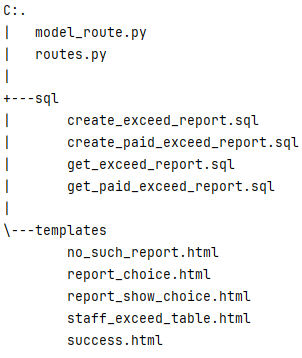 C:.
|   model_route.py
|   routes.py
|
+---sql
|       create_exceed_report.sql
|       create_paid_exceed_report.sql
|       get_exceed_report.sql
|       get_paid_exceed_report.sql
|
\---templates
        no_such_report.html
        report_choice.html
        report_show_choice.html
        staff_exceed_table.html
        success.html